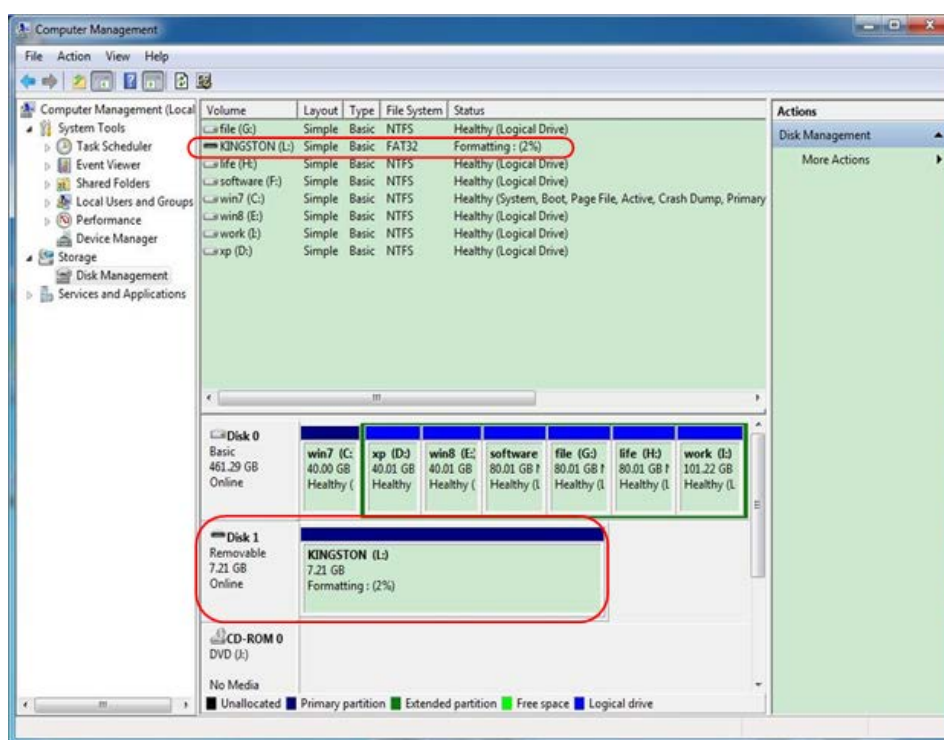 Computer Management
File Action View Help
Computer Management (Local
System Tools
Task Scheduler
Event Viewer
Shared Folders
Local Users and Groups
Performance
Device Manager
Storage
Disk Management
Services and Applications
Volume Layout Type File System Status
file (G:) Simple Basic NTFS Healthy (Logical Drive)
KINGSTON (L:) Simple Basic FAT32 Formatting : (2%)
life (H:) Simple Basic NTFS Healthy (Logical Drive)
software (F:) Simple Basic NTFS Healthy (Logical Drive)
win7 (C:) Simple Basic NTFS Healthy (System, Boot, Page File, Active, Crash Dump, Primary
win8 (E:) Simple Basic NTFS Healthy (Logical Drive)
work (I:) Simple Basic NTFS Healthy (Logical Drive)
xp (D:) Simple Basic NTFS Healthy (Logical Drive)
Actions
Disk Management
More Actions
Disk 0
Basic
461.29 GB
Online
win7 (C: xp (D:) win8 (E: software file (G:) life (H:) work (I:)
40.00 GB 40.01 GB 40.01 GB 80.01 GB N 80.01 GB N 80.01 GB N 101.22 GB
Healthy ( Healthy Healthy ( Healthy (L Healthy (L Healthy (L Healthy (L
Disk 1
Removable
7.21 GB
Online
KINGSTON (L:)
7.21 GB
Formatting : (2%)
CD-ROM 0
DVD (J:)
No Media
Unallocated Primary partition Extended partition Free space Logical drive